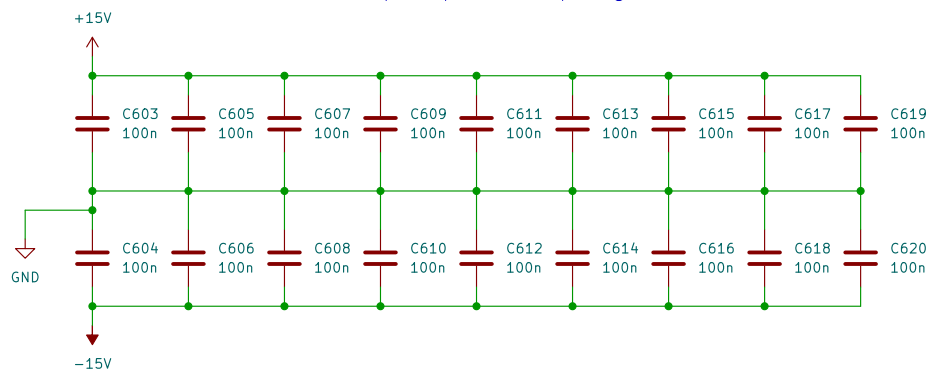 +15V
C603 C605 C607 C609 C611 C613 C615 C617 C619
100n 100n 100n 100n 100n 100n 100n 100n 100n
C604 C606 C608 C610 C612 C614 C616 C618 C620
100n 100n 100n 100n 100n 100n 100n 100n 100n
GND
-15V